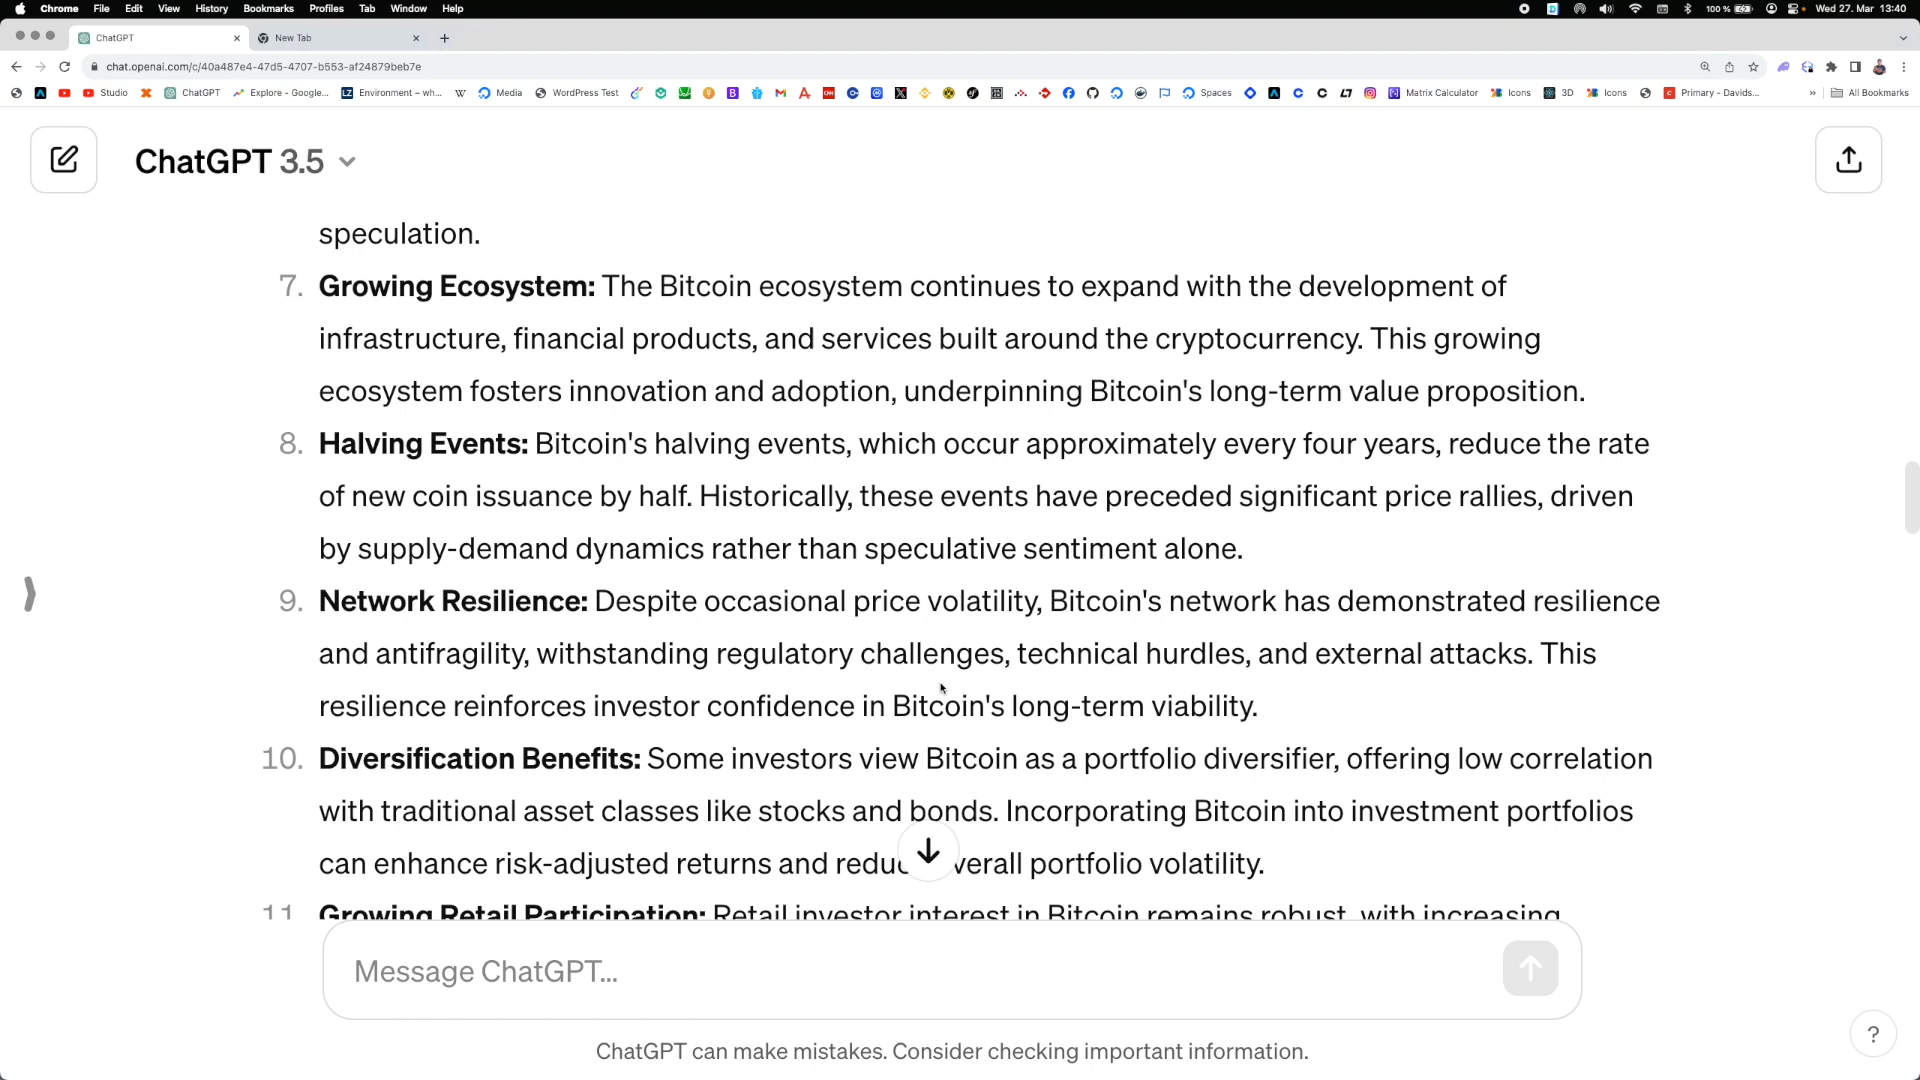 Chrome File Edit View History Bookmarks Profiles Tab Window Help 100 % Wed 27. Mar 13:40
ChatGPT New Tab
chat.openai.com/c/40a487e4-47d5-4707-b553-af24879beb7e
Studio ChatGPT Explore - Google... Environment – wh... Media WordPress Test Spaces Matrix Calculator Icons 3D Icons Primary - Davids... » All Bookmarks
ChatGPT 3.5
speculation.
7. Growing Ecosystem: The Bitcoin ecosystem continues to expand with the development of
infrastructure, financial products, and services built around the cryptocurrency. This growing
ecosystem fosters innovation and adoption, underpinning Bitcoin's long-term value proposition.
8. Halving Events: Bitcoin's halving events, which occur approximately every four years, reduce the rate
of new coin issuance by half. Historically, these events have preceded significant price rallies, driven
by supply-demand dynamics rather than speculative sentiment alone.
9. Network Resilience: Despite occasional price volatility, Bitcoin's network has demonstrated resilience
and antifragility, withstanding regulatory challenges, technical hurdles, and external attacks. This
resilience reinforces investor confidence in Bitcoin's long-term viability.
10. Diversification Benefits: Some investors view Bitcoin as a portfolio diversifier, offering low correlation
with traditional asset classes like stocks and bonds. Incorporating Bitcoin into investment portfolios
can enhance risk-adjusted returns and reduc verall portfolio volatility.
11 Growing Retail Participation: Retail investor interest in Bitcoin remains robust, with increasing
Message ChatGPT...
ChatGPT can make mistakes. Consider checking important information.
?